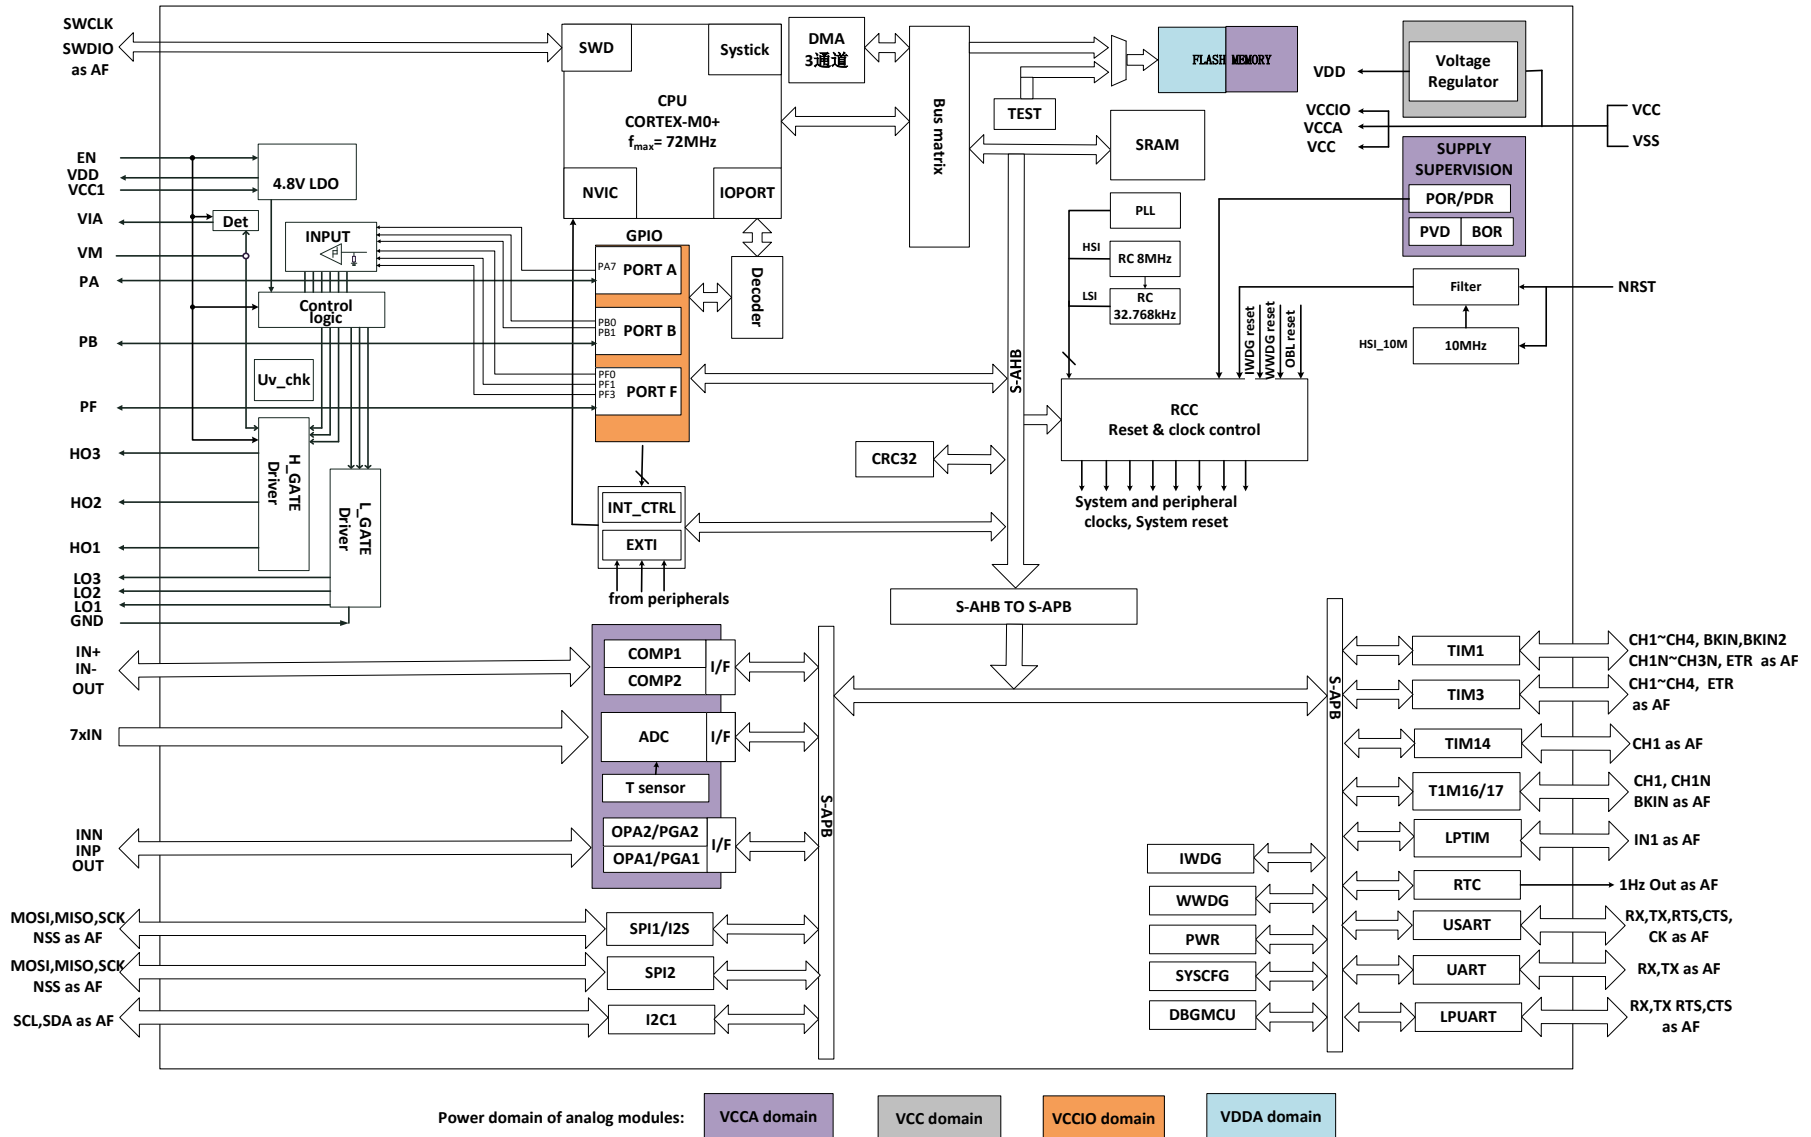 SWCLK
SWDIO
as AF
SWD
Systick
CPU
CORTEX-M0+
fmax= 72MHz
NVIC
IOPORT
DMA
3通道
Bus matrix
TEST
FLASH MEMORY
SRAM
VDD
Voltage
Regulator
VCCIO
VCCA
VCC
VCC
VSS
SUPPLY
SUPERVISION
POR/PDR
PVD
BOR
EN
VDD
VCC1
VIA
VM
PA
PB
PF
HO3
HO2
HO1
LO3
LO2
LO1
GND
4.8V LDO
Det
INPUT
Control
logic
Uv_chk
H_GATE
Driver
L_GATE
Driver
GPIO
PA7
PORT A
PB0
PB1
PORT B
PF0
PF1
PF3
PORT F
Decoder
INT_CTRL
EXTI
from peripherals
PLL
HSI
RC 8MHz
LSI
RC
32.768kHz
S-AHB
IWDG reset
WWDG reset
OBL reset
Filter
NRST
HSI_10M
10MHz
RCC
Reset & clock control
System and peripheral
clocks, System reset
CRC32
S-AHB TO S-APB
IN+
IN-
OUT
COMP1
COMP2
I/F
7xIN
ADC
I/F
T sensor
INN
INP
OUT
OPA2/PGA2
OPA1/PGA1
I/F
S-APB
MOSI,MISO,SCK
NSS as AF
SPI1/I2S
MOSI,MISO,SCK
NSS as AF
SPI2
SCL,SDA as AF
I2C1
IWDG
WWDG
PWR
SYSCFG
DBGMCU
S-APB
TIM1
CH1~CH4, BKIN,BKIN2
CH1N~CH3N, ETR as AF
TIM3
CH1~CH4, ETR
as AF
TIM14
CH1 as AF
T1M16/17
CH1, CH1N
BKIN as AF
LPTIM
IN1 as AF
RTC
1Hz Out as AF
USART
RX,TX,RTS,CTS,
CK as AF
UART
RX,TX as AF
LPUART
RX,TX RTS,CTS
as AF
Power domain of analog modules:
VCCA domain
VCC domain
VCCIO domain
VDDA domain